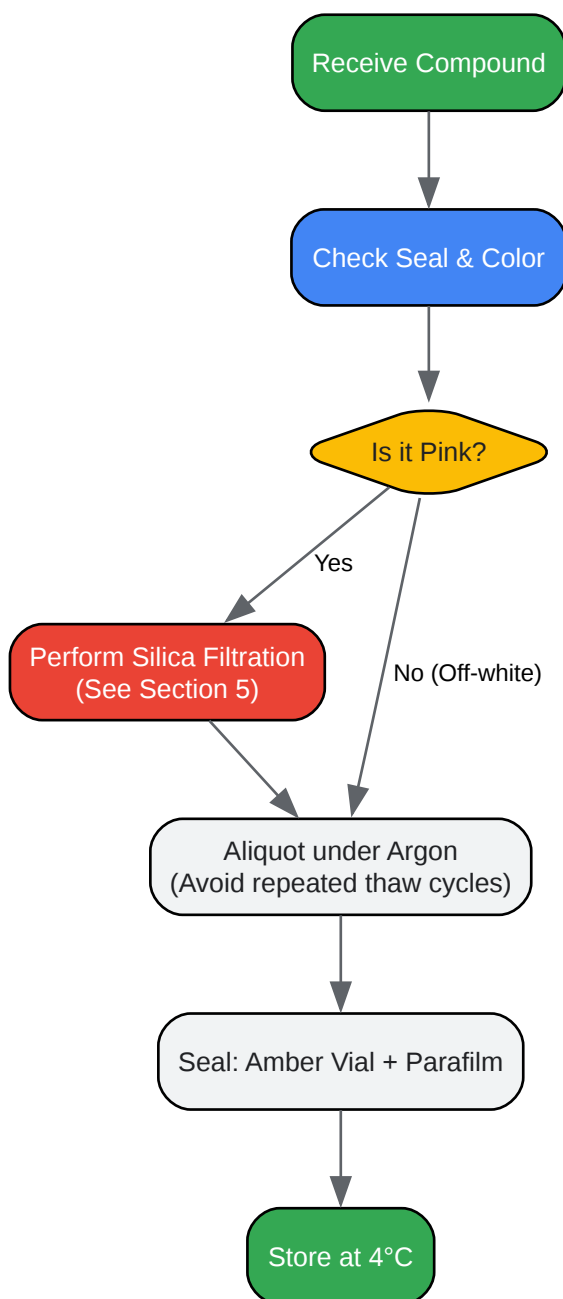 Receive Compound
Check Seal & Color
Is it Pink?
Yes
Perform Silica Filtration
(See Section 5)
No (Off-white)
Aliquot under Argon
(Avoid repeated thaw cycles)
Seal: Amber Vial + Parafilm
Store at 4°C